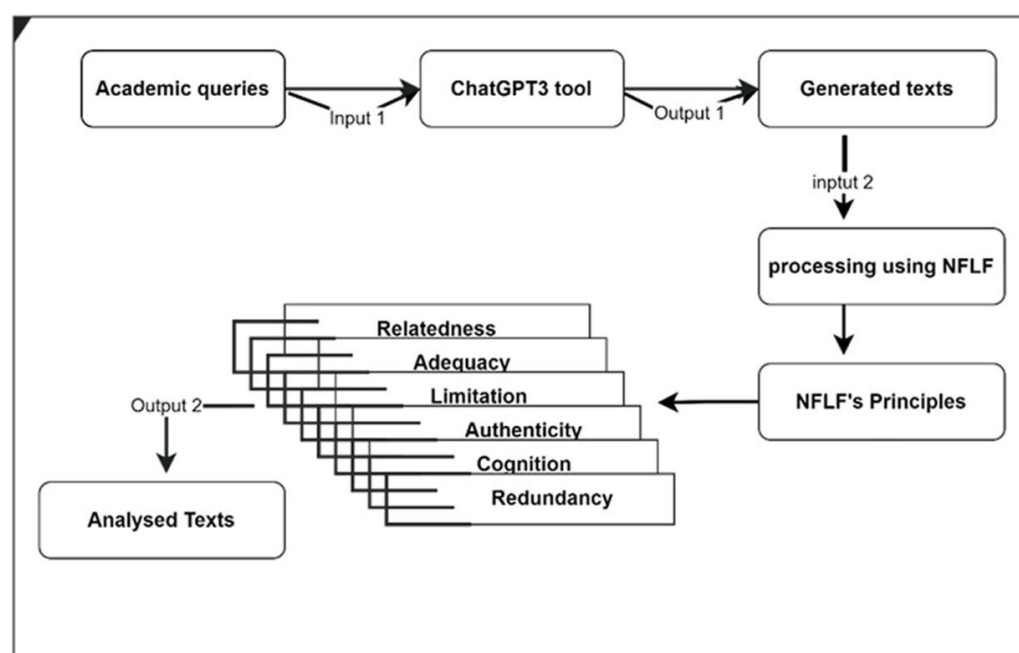 Academic queries
Input 1
ChatGPT3 tool
Output 1
Generated texts
inptut 2
processing using NFLF
NFLF's Principles
Relatedness
Adequacy
Limitation
Authenticity
Cognition
Redundancy
Output 2
Analysed Texts